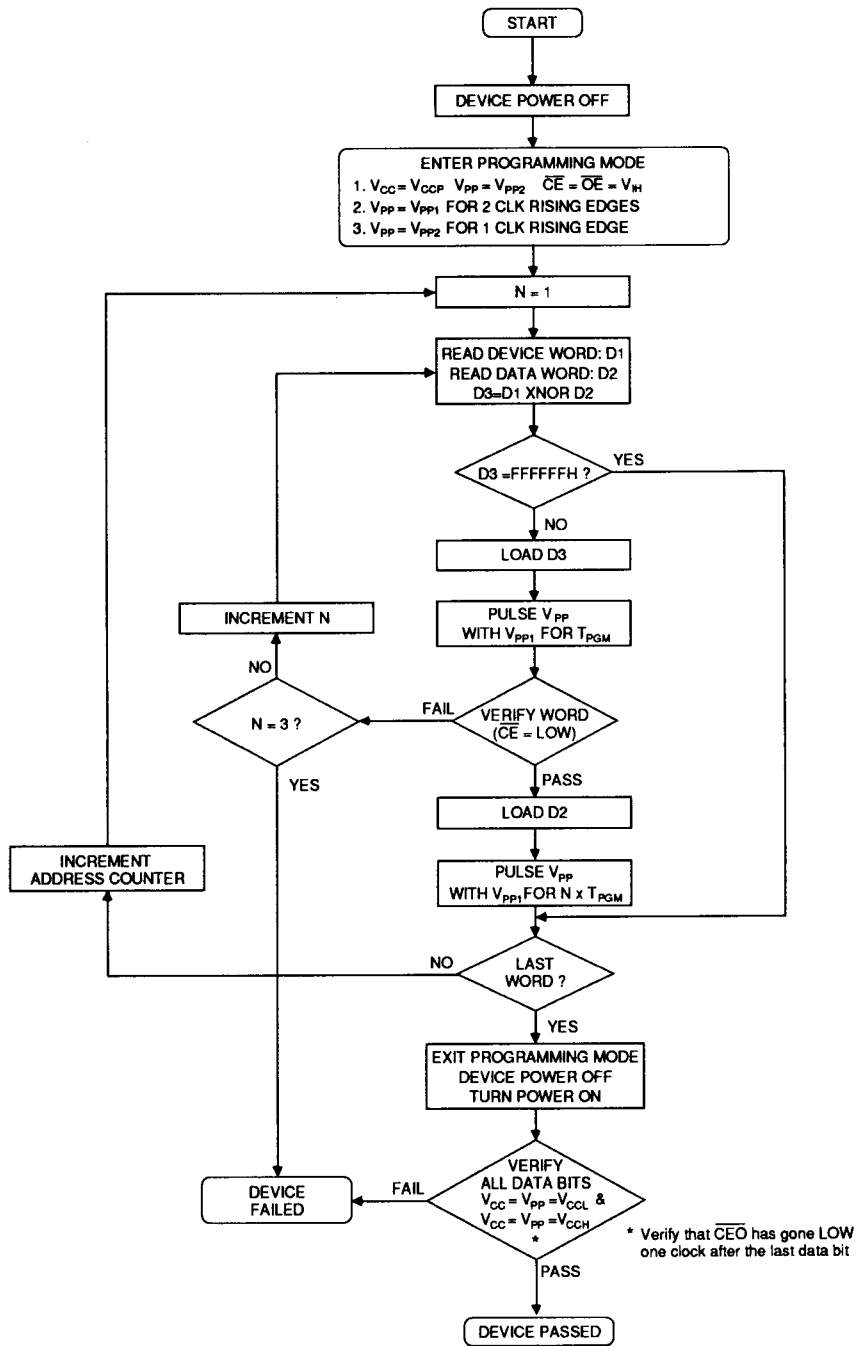 START
DEVICE POWER OFF
ENTER PROGRAMMING MODE
1. VCC = VCCP VPP = VPP2 C̅E̅ = O̅E̅ = VIH
2. VPP = VPP1 FOR 2 CLK RISING EDGES
3. VPP = VPP2 FOR 1 CLK RISING EDGE
N = 1
READ DEVICE WORD: D1
READ DATA WORD: D2
D3=D1 XNOR D2
D3 =FFFFFFH ?
YES
NO
LOAD D3
INCREMENT N
PULSE VPP
WITH VPP1 FOR TPGM
NO
N = 3 ?
FAIL
VERIFY WORD
(C̅E̅ = LOW)
YES
PASS
LOAD D2
INCREMENT
ADDRESS COUNTER
PULSE VPP
WITH VPP1 FOR N x TPGM
NO
LAST
WORD ?
YES
EXIT PROGRAMMING MODE
DEVICE POWER OFF
TURN POWER ON
DEVICE
FAILED
FAIL
VERIFY
ALL DATA BITS
VCC = VPP =VCCL &
VCC = VPP =VCCH
*
* Verify that C̅E̅O̅ has gone LOW
one clock after the last data bit
PASS
DEVICE PASSED